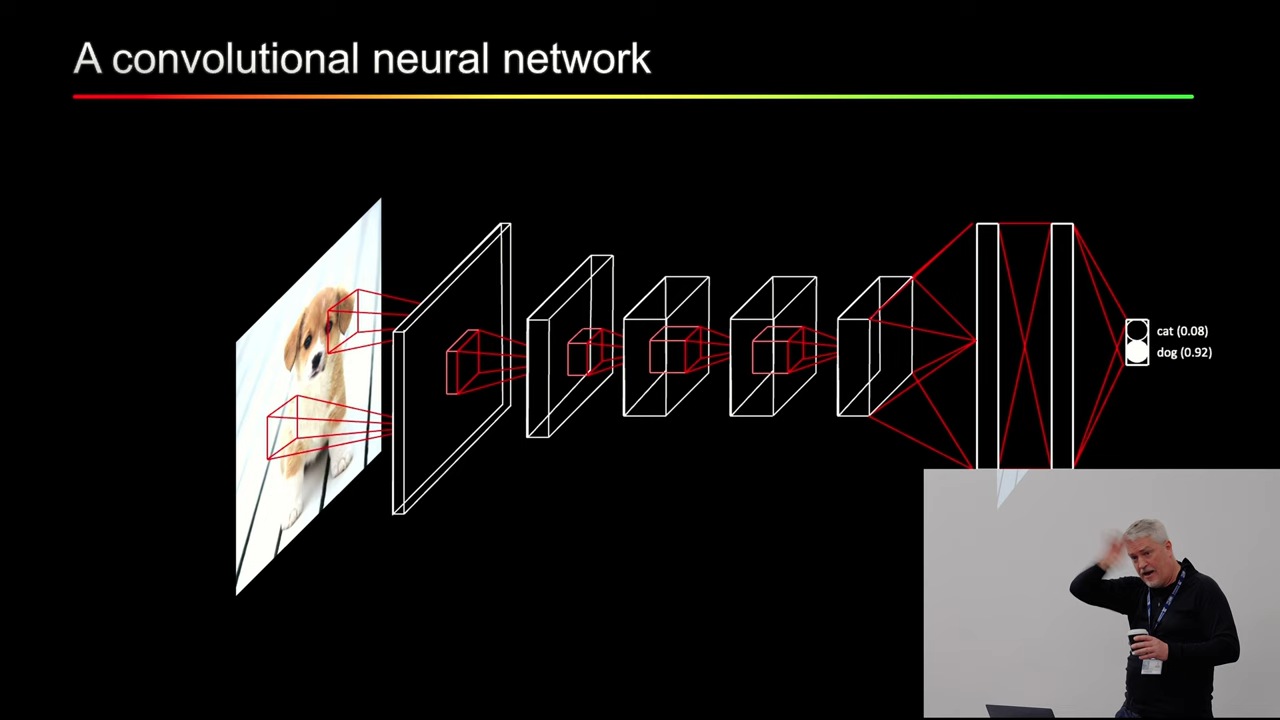 A convolutional neural network
cat (0.08)
dog (0.92)